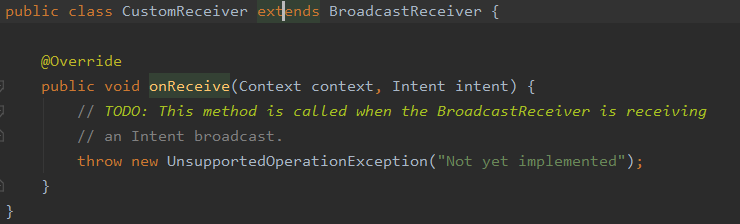 public class CustomReceiver extends BroadcastReceiver {
@Override
public void onReceive(Context context, Intent intent) {
// TODO: This method is called when the BroadcastReceiver is receiving
// an Intent broadcast.
throw new UnsupportedOperationException("Not yet implemented");
}
}